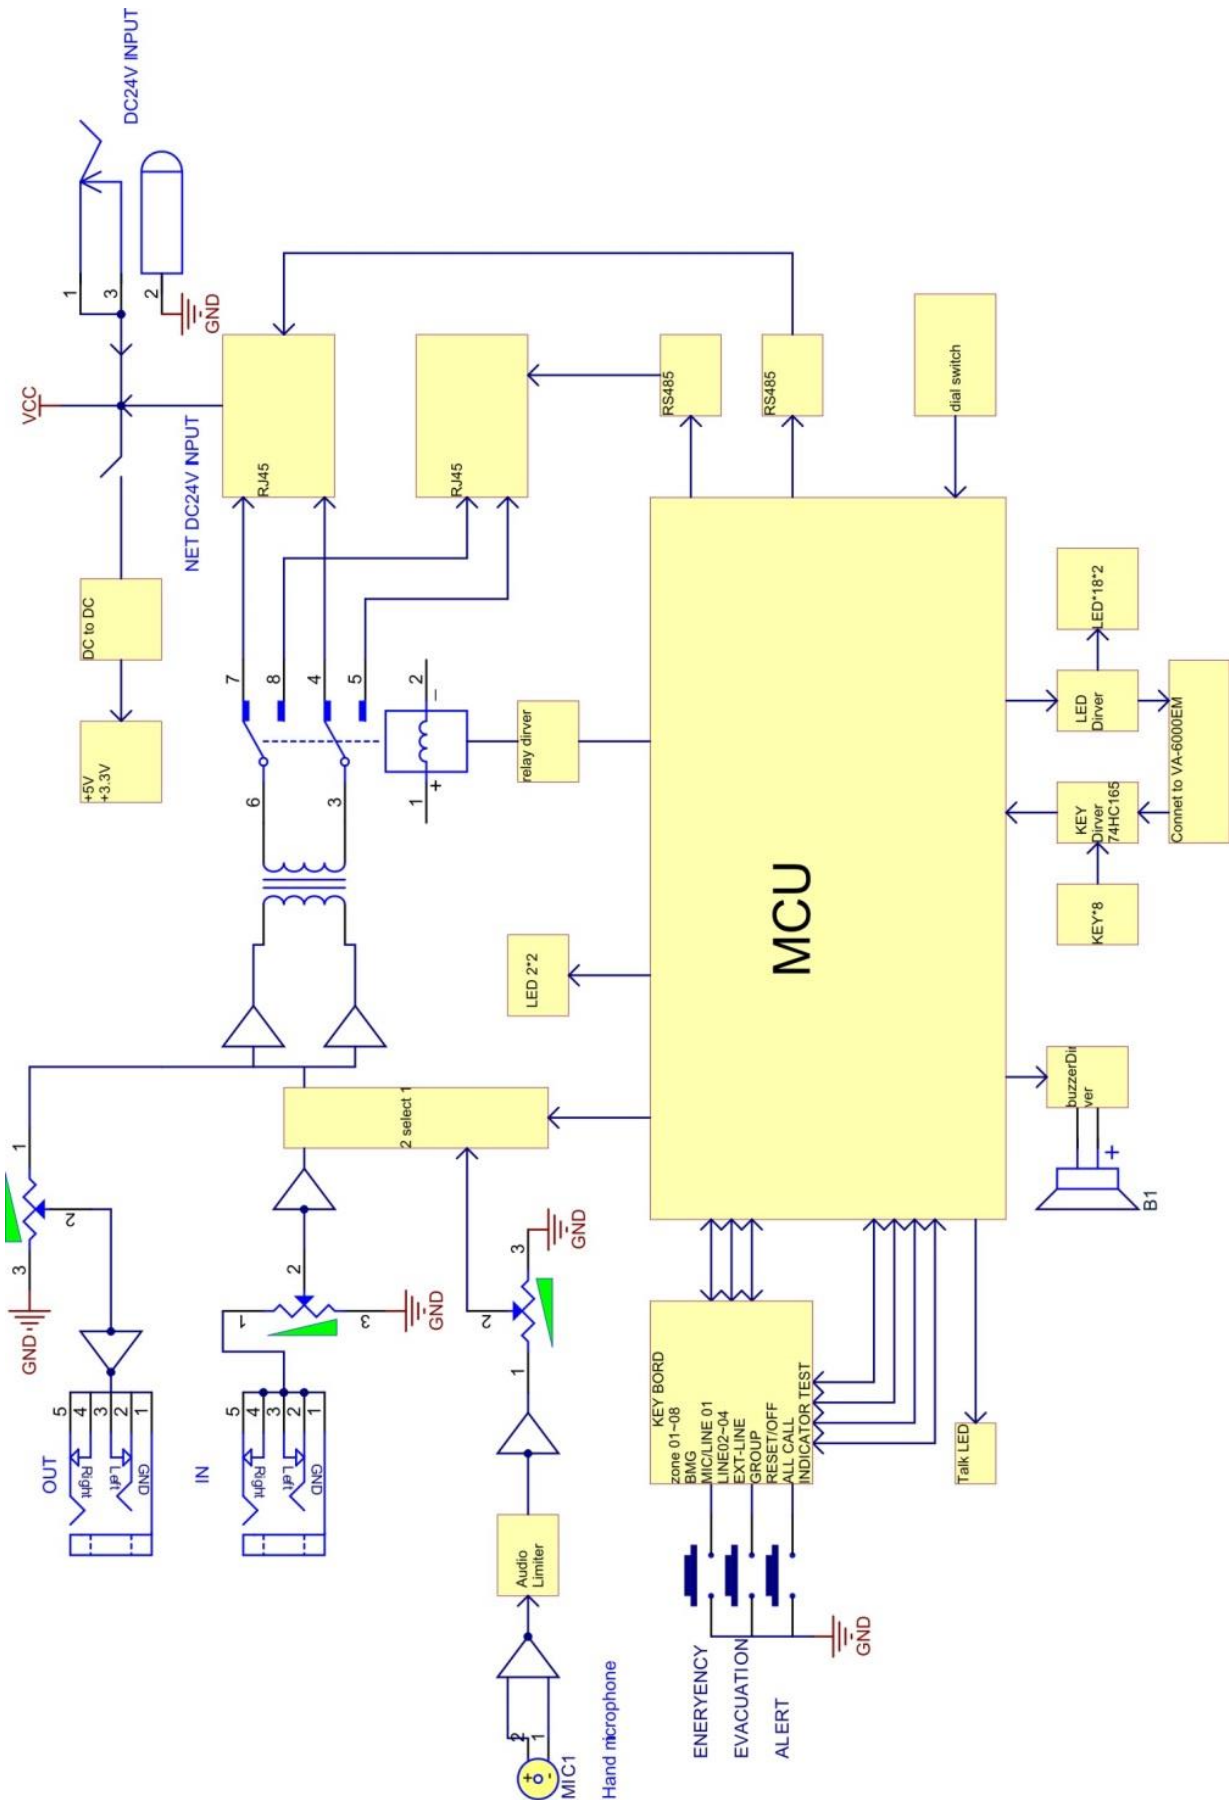 OUT
5
4
3
2
1
Right
Left
GND
IN
5
4
3
2
1
Right
Left
GND
3
2
1
GND
1
2
3
GND
Hand microphone
MIC1
2
1
+
-
Audio
Limiter
1
2
3
GND
2 select 1
6
3
7
8
4
5
1
2
+
–
relay dirver
+5V
+3.3V
DC to DC
VCC
NET DC24V INPUT
1
3
2
GND
DC24V INPUT
RJ45
RJ45
RS485
RS485
dial switch
LED 2*2
MCU
ENERYENCY
EVACUATION
ALERT
GND
KEY BORD
zone 01~08
BMG
MIC/LINE 01
LINE02~04
EXT-LINE
GROUP
RESET/OFF
ALL CALL
INDICATOR TEST
Talk LED
B1
+
buzzerDir
ver
KEY*8
KEY
Dirver
74HC165
LED
Dirver
LED*18*2
Connet to VA-6000EM